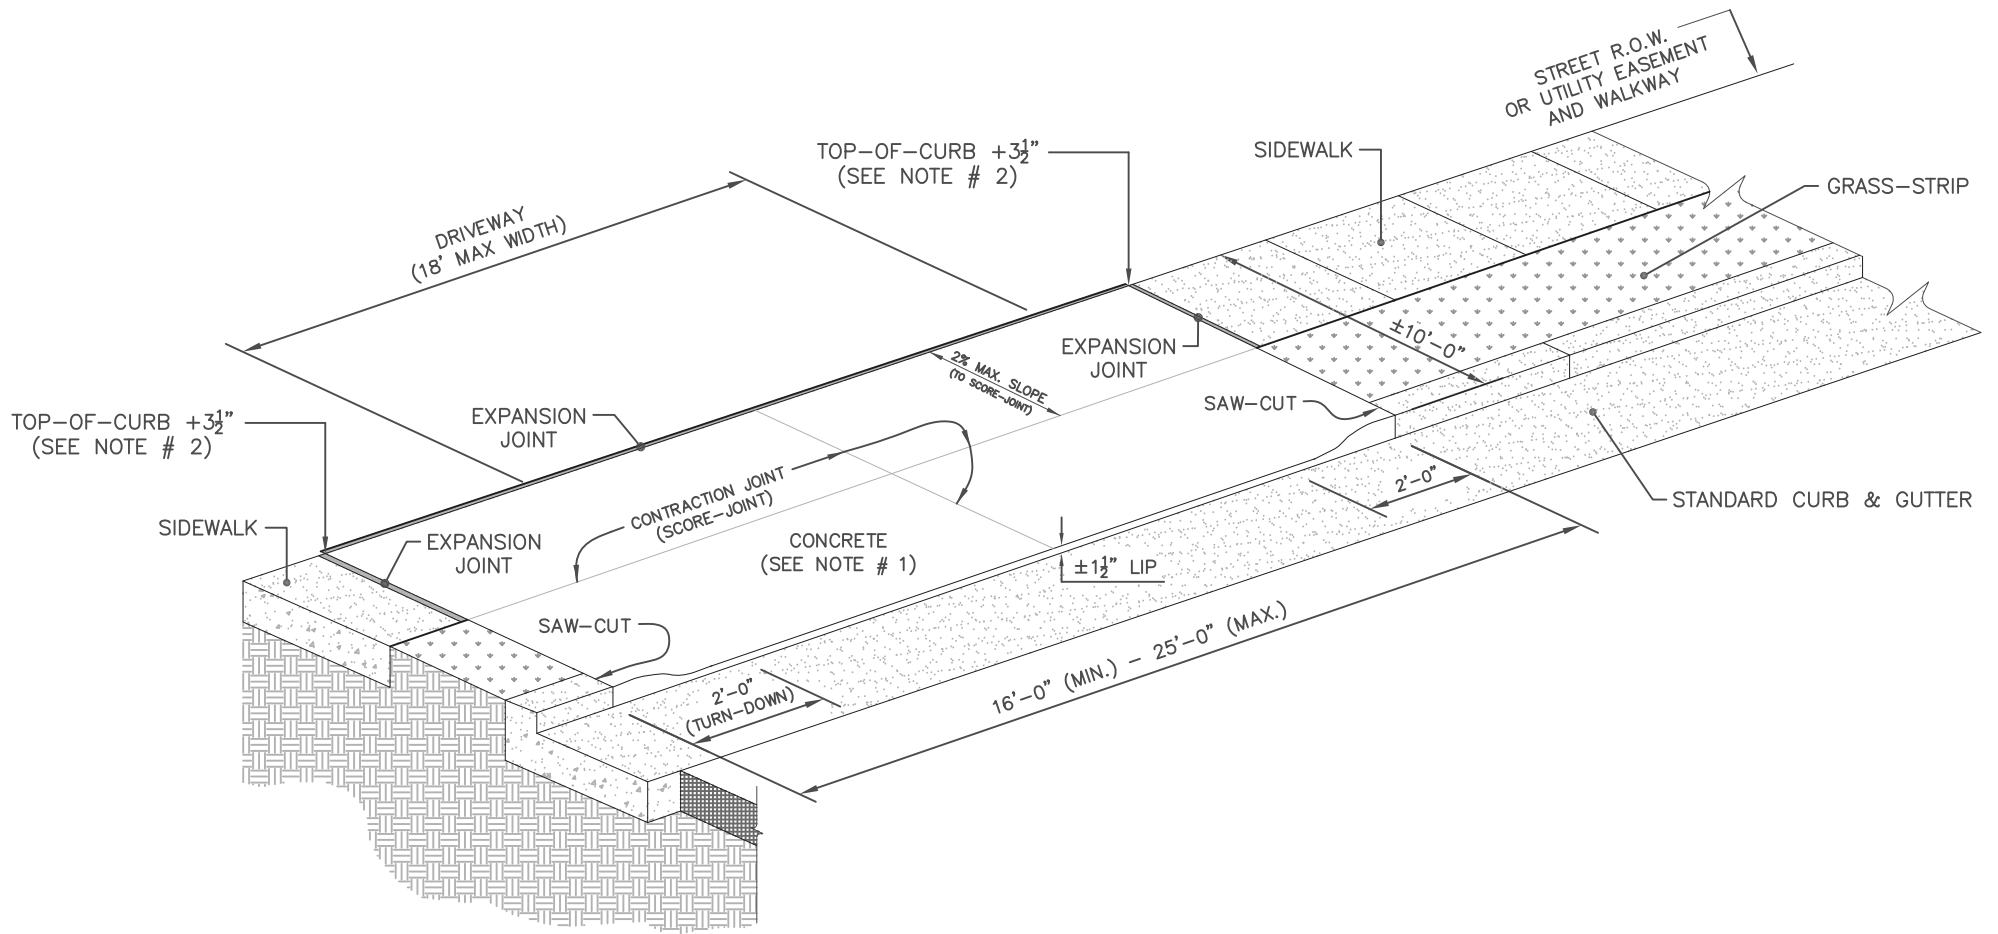 STREET R.O.W.
OR UTILITY EASEMENT
AND WALKWAY
TOP-OF-CURB +3½"
(SEE NOTE # 2)
SIDEWALK
GRASS-STRIP
DRIVEWAY
(18' MAX WIDTH)
EXPANSION
JOINT
±10'-0"
2% MAX. SLOPE
(TO SCORE-JOINT)
SAW-CUT
TOP-OF-CURB +3½"
(SEE NOTE # 2)
EXPANSION
JOINT
CONTRACTION JOINT
(SCORE-JOINT)
2'-0"
STANDARD CURB & GUTTER
SIDEWALK
EXPANSION
JOINT
CONCRETE
(SEE NOTE # 1)
±1½" LIP
SAW-CUT
2'-0"
(TURN-DOWN)
16'-0" (MIN.) - 25'-0" (MAX.)